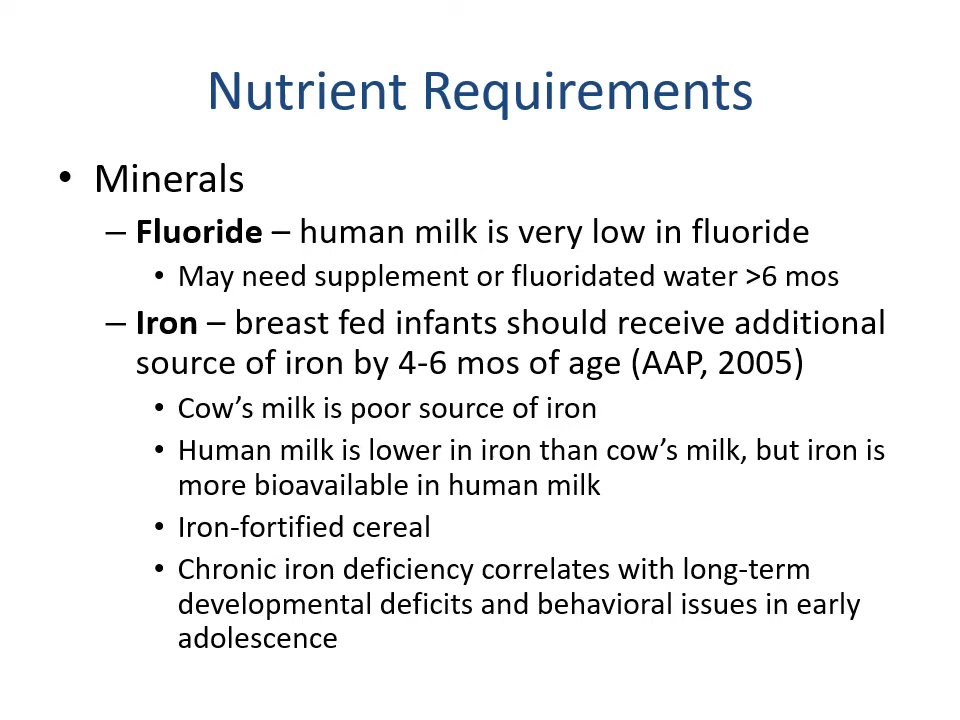 Nutrient Requirements
• Minerals
– Fluoride – human milk is very low in fluoride
• May need supplement or fluoridated water >6 mos
– Iron – breast fed infants should receive additional
source of iron by 4-6 mos of age (AAP, 2005)
• Cow’s milk is poor source of iron
• Human milk is lower in iron than cow’s milk, but iron is
more bioavailable in human milk
• Iron-fortified cereal
• Chronic iron deficiency correlates with long-term
developmental deficits and behavioral issues in early
adolescence